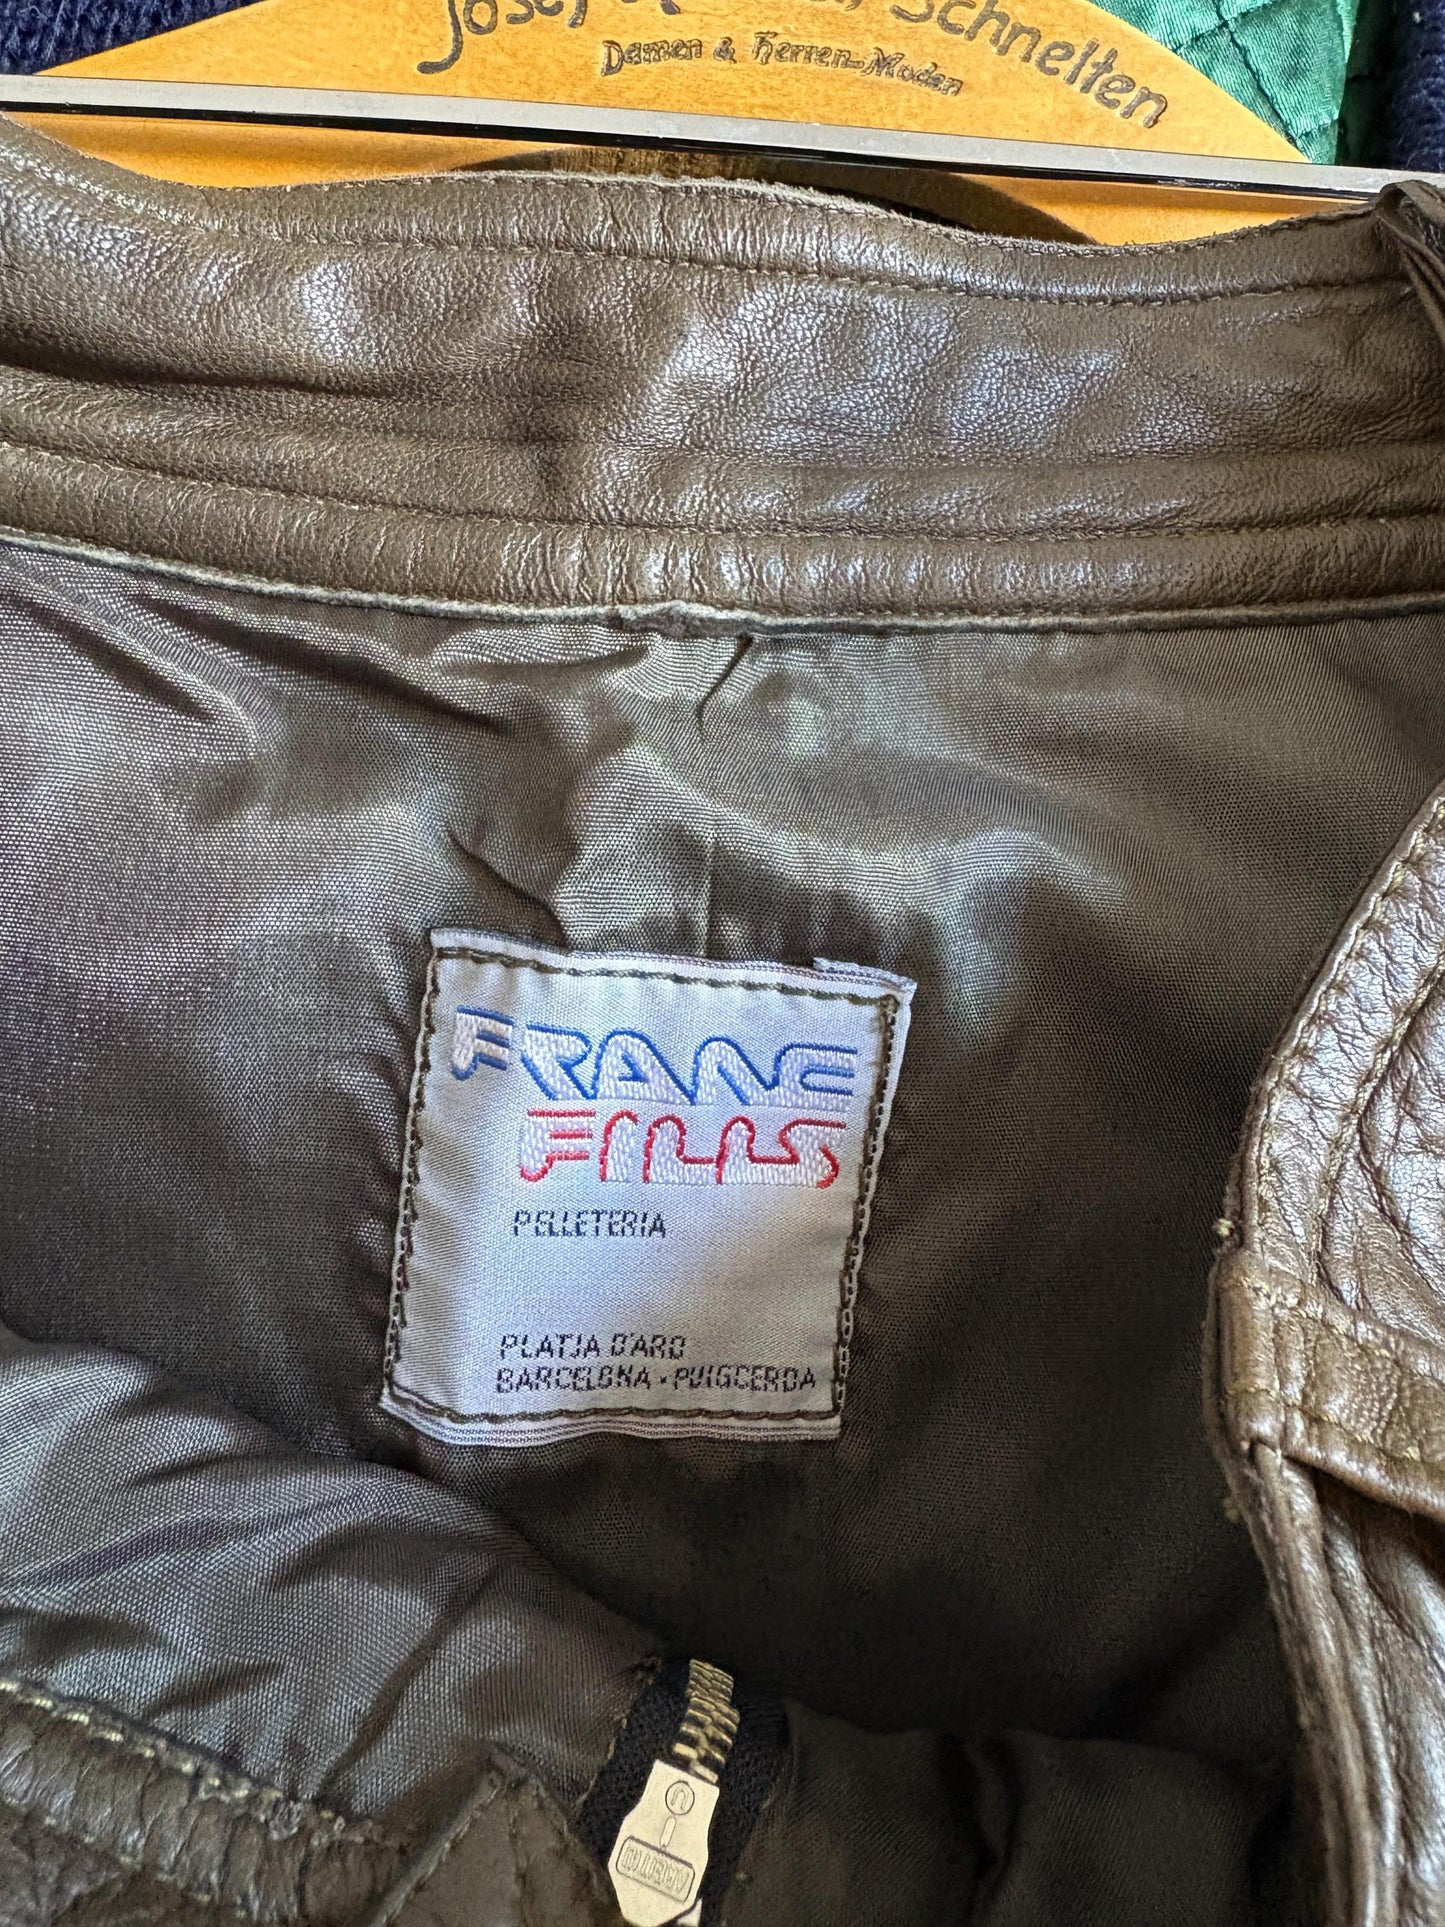 Schnelten
Damen & Herren-Moden
FRANC
FILLS
PELLETERIA
PLATJA D'ARO
BARCELONA - PUIGCERDA